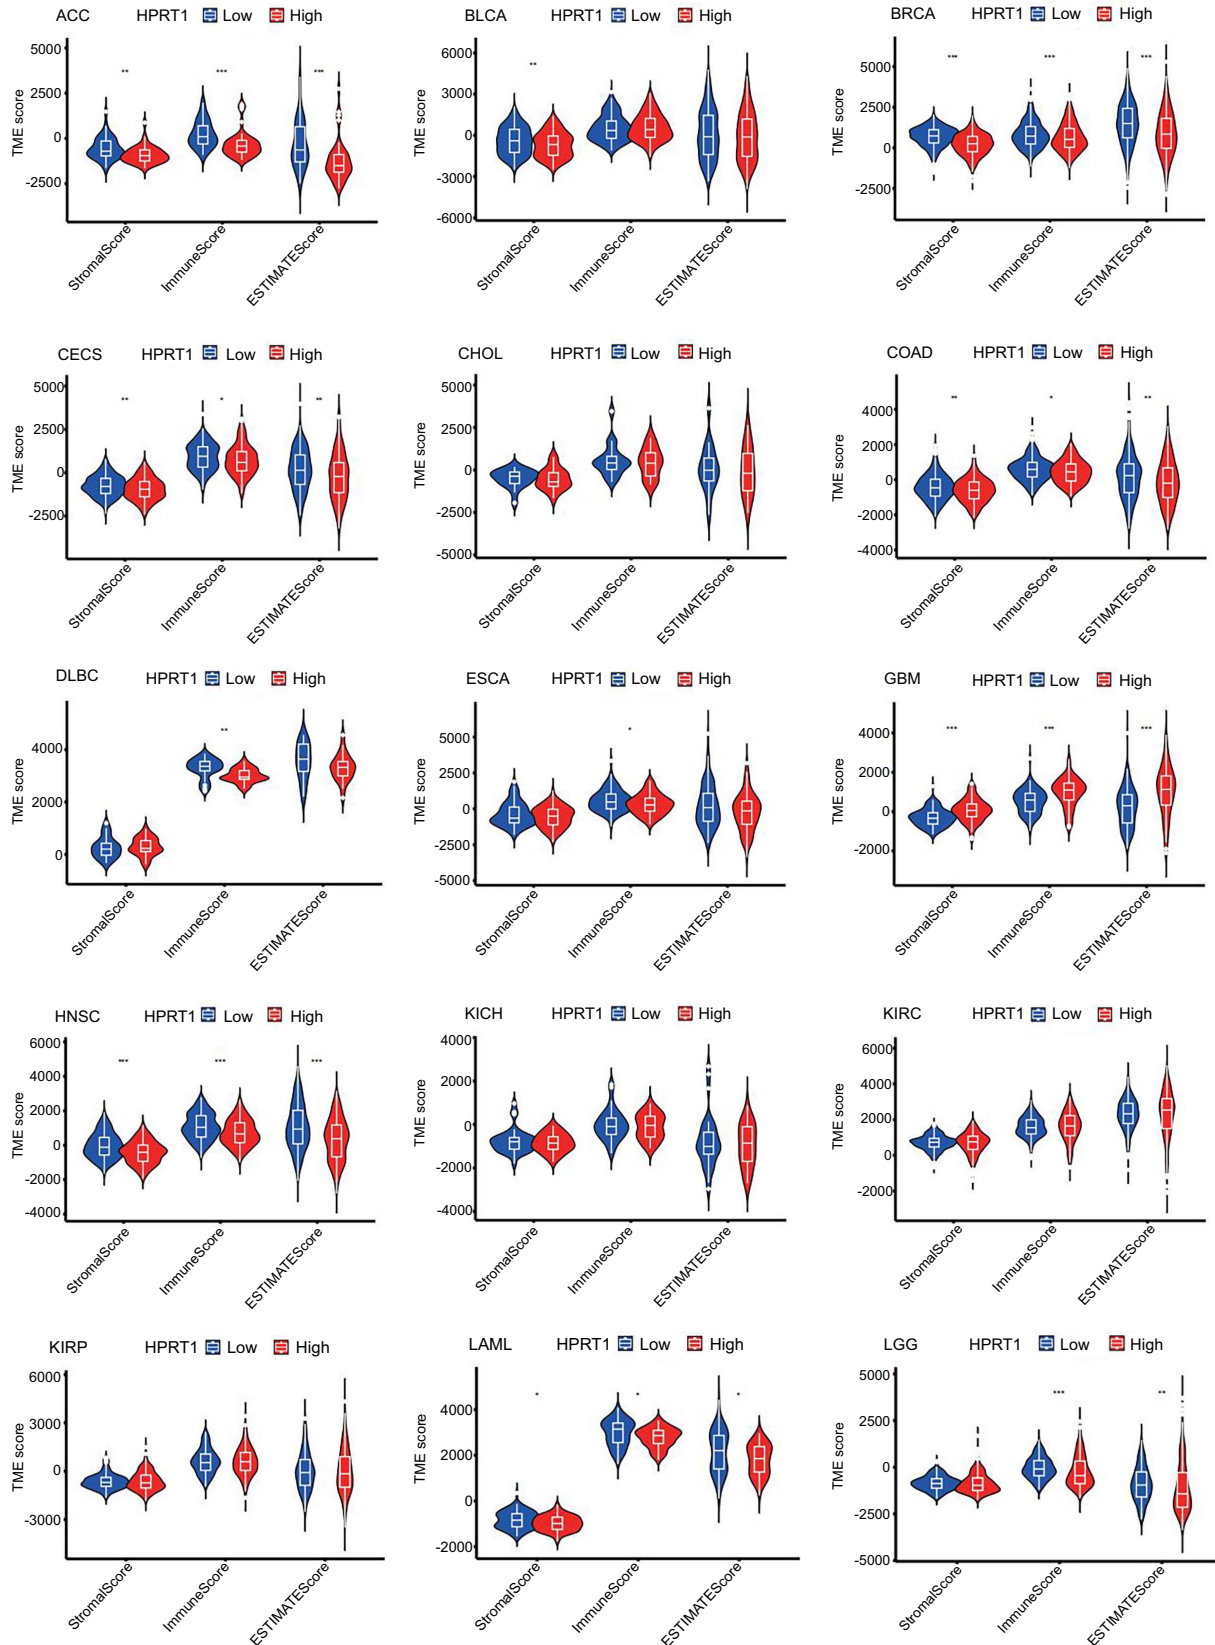 ACC HPRT1 Low High
TME score
5000
2500
0
-2500
** *** ***
StromalScore
ImmuneScore
ESTIMATEScore
BLCA HPRT1 Low High
TME score
6000
3000
0
-3000
-6000
**
StromalScore
ImmuneScore
ESTIMATEScore
BRCA HPRT1 Low High
TME score
5000
2500
0
-2500
*** *** ***
StromalScore
ImmuneScore
ESTIMATEScore
CECS HPRT1 Low High
TME score
5000
2500
0
-2500
** * **
StromalScore
ImmuneScore
ESTIMATEScore
CHOL HPRT1 Low High
TME score
5000
2500
0
-2500
-5000
StromalScore
ImmuneScore
ESTIMATEScore
COAD HPRT1 Low High
TME score
4000
2000
0
-2000
-4000
** * **
StromalScore
ImmuneScore
ESTIMATEScore
DLBC HPRT1 Low High
TME score
4000
2000
0
**
StromalScore
ImmuneScore
ESTIMATEScore
ESCA HPRT1 Low High
TME score
5000
2500
0
-2500
-5000
*
StromalScore
ImmuneScore
ESTIMATEScore
GBM HPRT1 Low High
TME score
4000
2000
0
-2000
*** *** ***
StromalScore
ImmuneScore
ESTIMATEScore
HNSC HPRT1 Low High
TME score
6000
4000
2000
0
-2000
-4000
*** *** ***
StromalScore
ImmuneScore
ESTIMATEScore
KICH HPRT1 Low High
TME score
4000
2000
0
-2000
-4000
StromalScore
ImmuneScore
ESTIMATEScore
KIRC HPRT1 Low High
TME score
6000
4000
2000
0
-2000
StromalScore
ImmuneScore
ESTIMATEScore
KIRP HPRT1 Low High
TME score
6000
3000
0
-3000
StromalScore
ImmuneScore
ESTIMATEScore
LAML HPRT1 Low High
TME score
4000
2000
0
-2000
* * *
StromalScore
ImmuneScore
ESTIMATEScore
LGG HPRT1 Low High
TME score
5000
2500
0
-2500
-5000
*** **
StromalScore
ImmuneScore
ESTIMATEScore